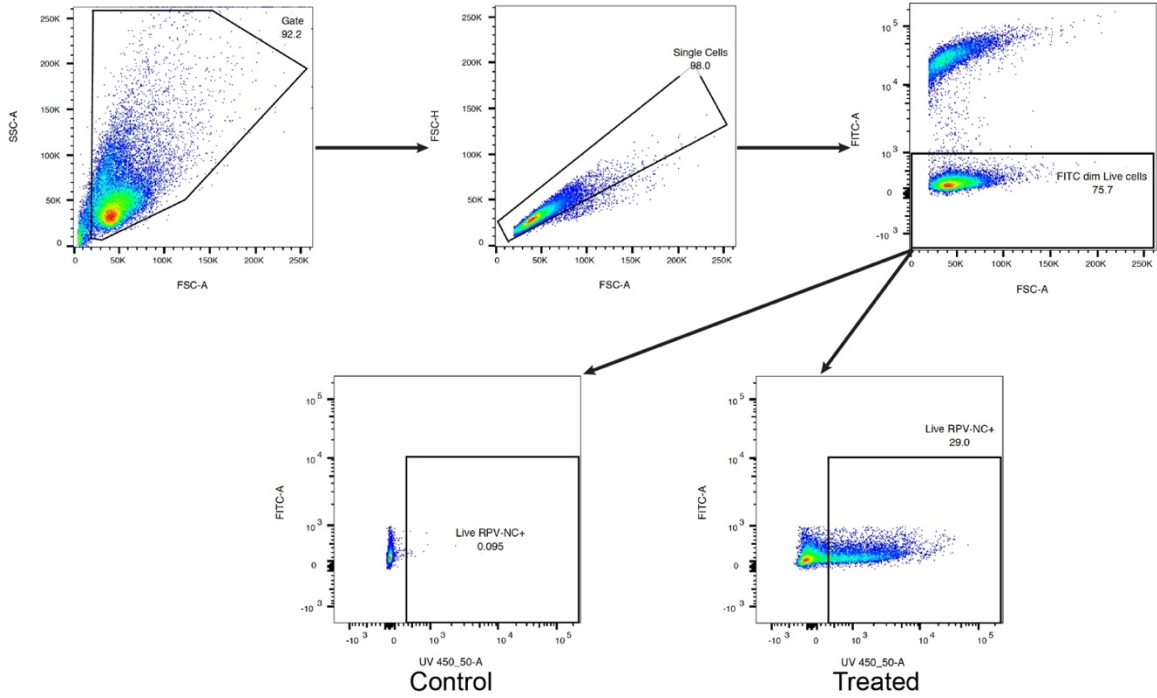 Gate
92.2
250K
200K
150K
100K
50K
0
SSC-A
0
50K
100K
150K
200K
250K
FSC-A
Single Cells
98.0
250K
200K
150K
100K
50K
0
FSC-H
0
50K
100K
150K
200K
250K
FSC-A
10 5
10 4
10 3
0
-10 3
FITC-A
FITC dim Live cells
75.7
0
50K
100K
150K
200K
250K
FSC-A
10 5
10 4
10 3
0
-10 3
FITC-A
Live RPV-NC+
0.095
-10 3
0
10 3
10 4
10 5
UV 450_50-A
Control
10 5
10 4
10 3
0
-10 3
FITC-A
Live RPV-NC+
29.0
-10 3
0
10 3
10 4
10 5
UV 450_50-A
Treated